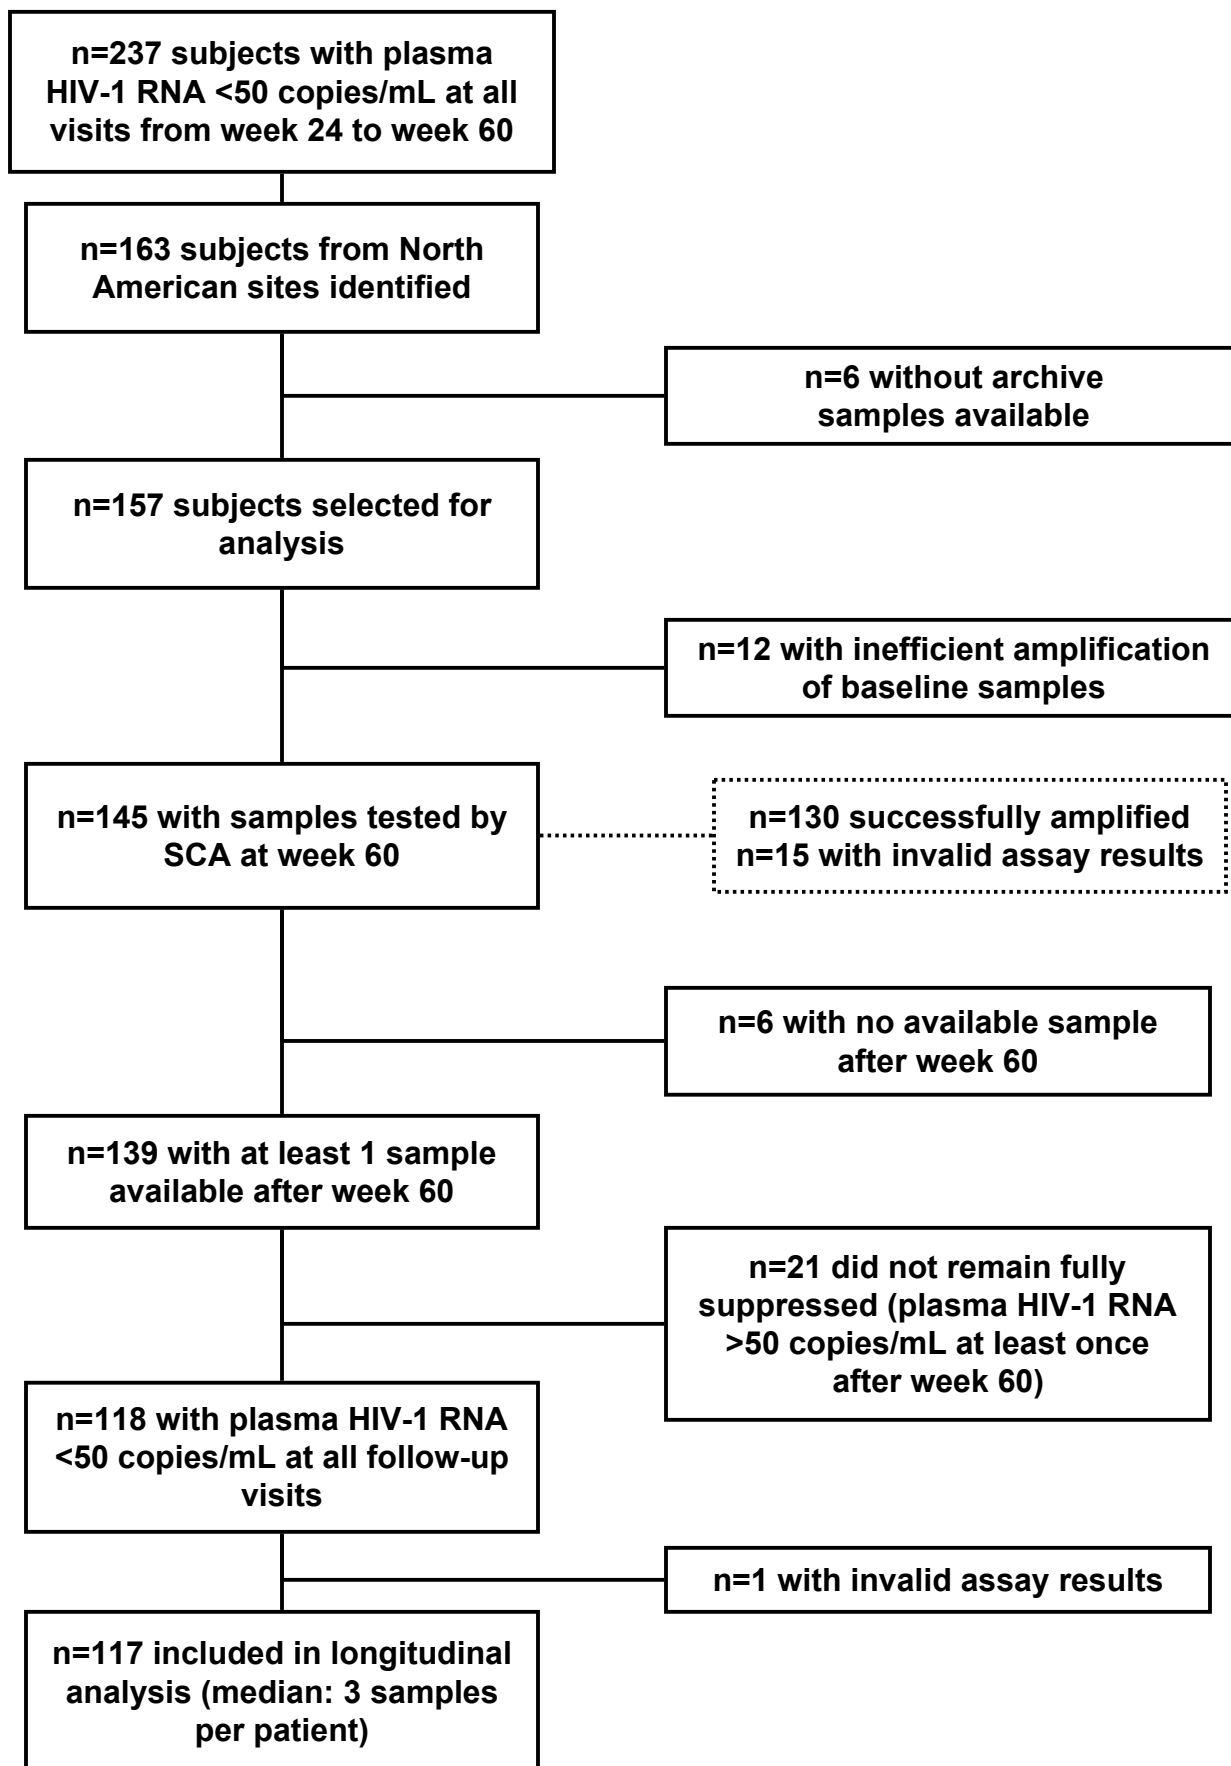 n=237 subjects with plasma
HIV-1 RNA <50 copies/mL at all
visits from week 24 to week 60
n=163 subjects from North
American sites identified
n=6 without archive
samples available
n=157 subjects selected for
analysis
n=12 with inefficient amplification
of baseline samples
n=145 with samples tested by
SCA at week 60
n=130 successfully amplified
n=15 with invalid assay results
n=6 with no available sample
after week 60
n=139 with at least 1 sample
available after week 60
n=21 did not remain fully
suppressed (plasma HIV-1 RNA
>50 copies/mL at least once
after week 60)
n=118 with plasma HIV-1 RNA
<50 copies/mL at all follow-up
visits
n=1 with invalid assay results
n=117 included in longitudinal
analysis (median: 3 samples
per patient)